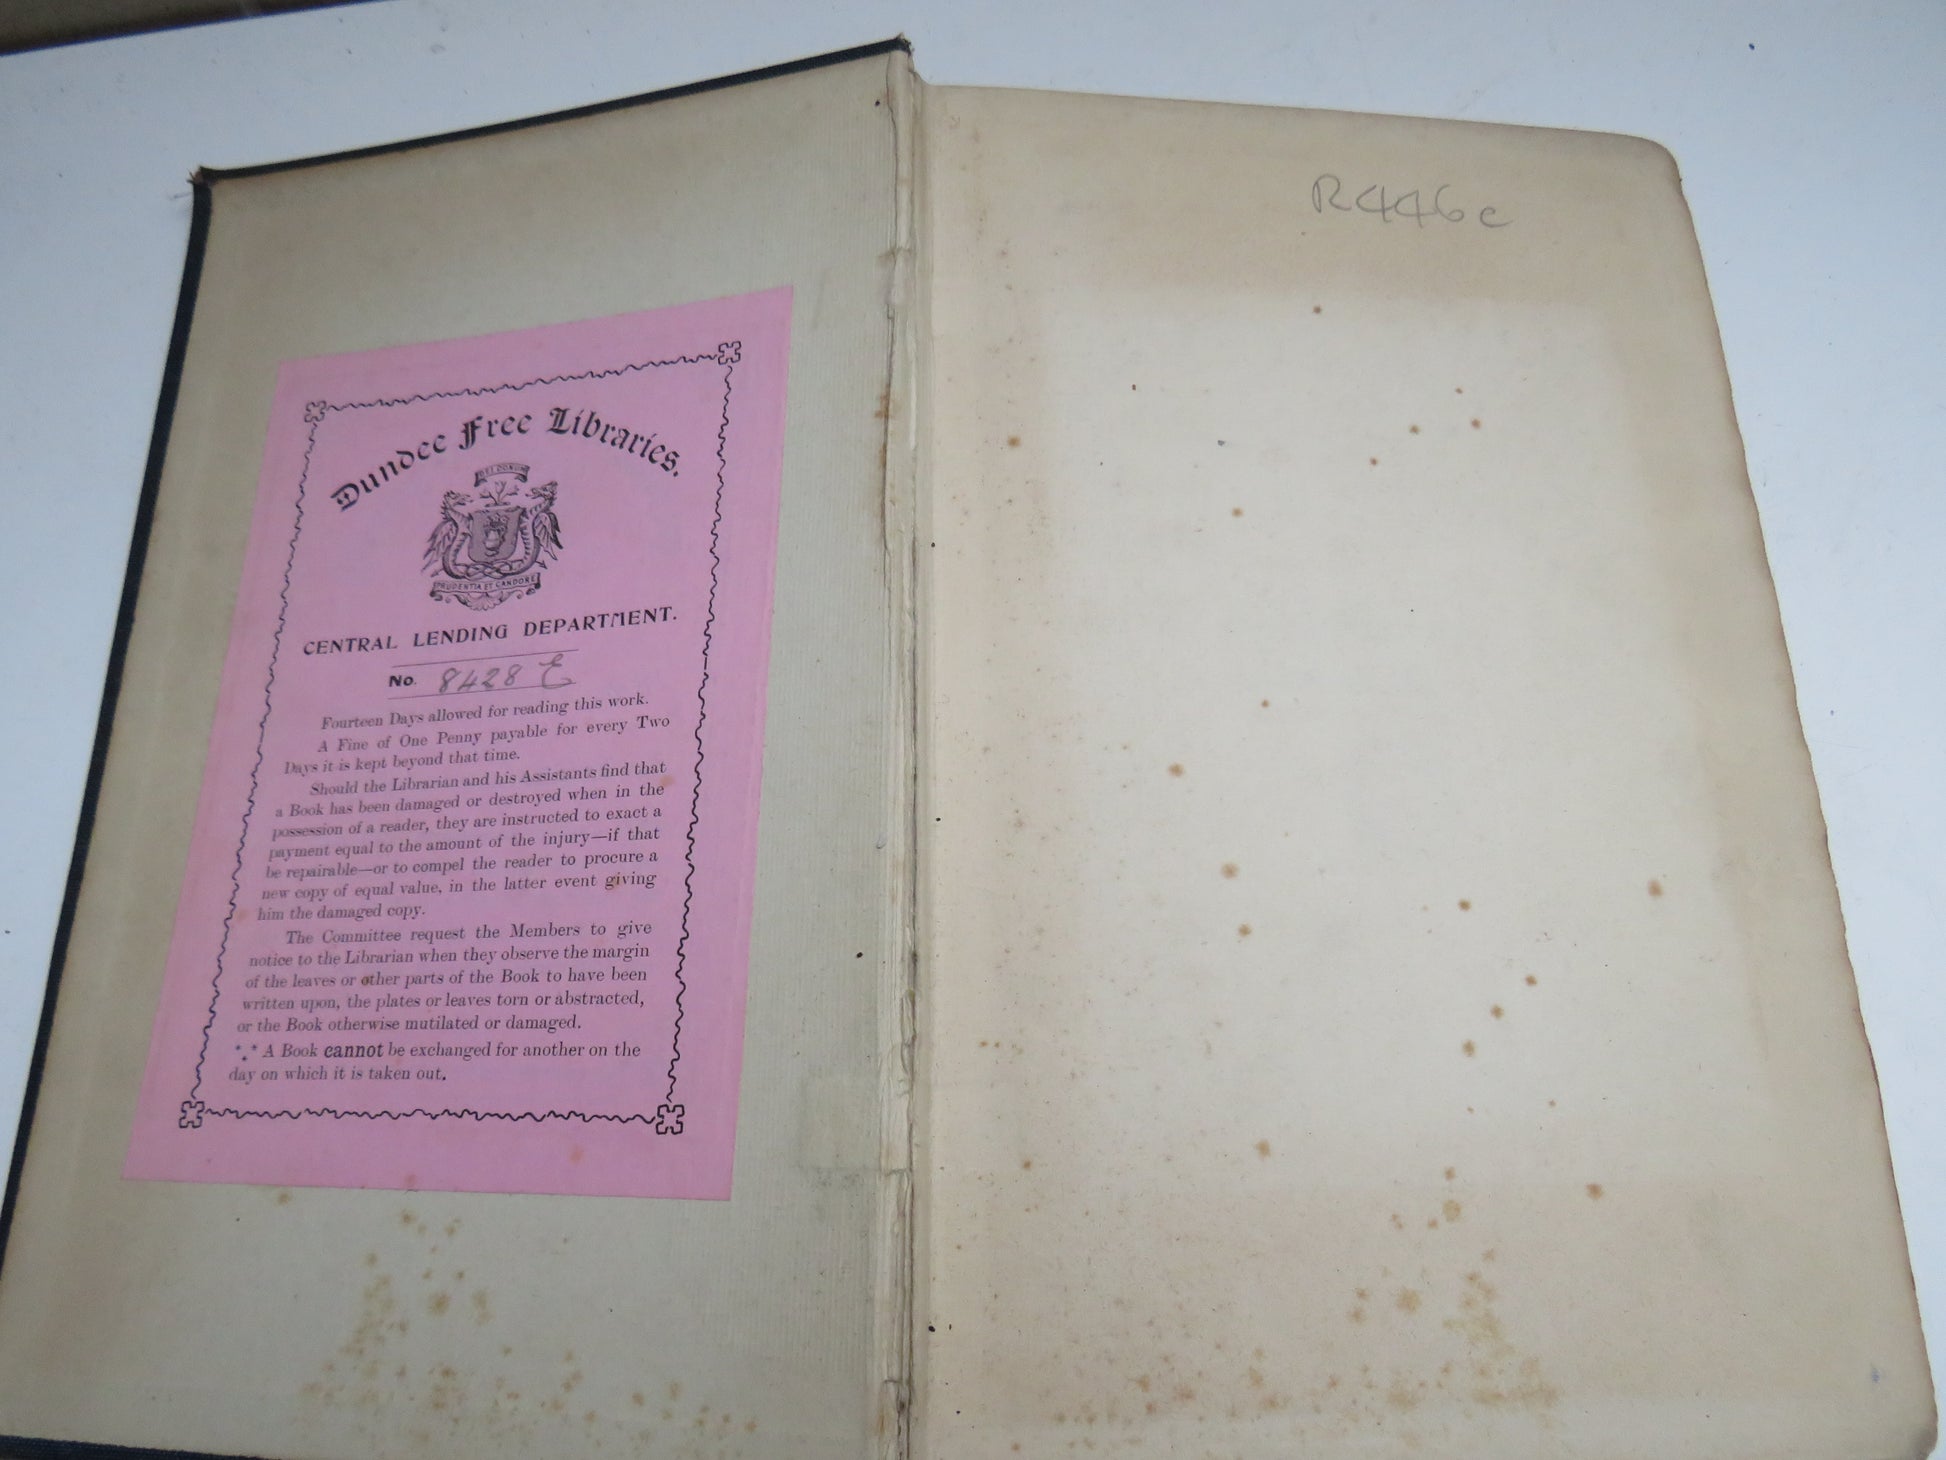 Dundee Free Libraries.
DEI DONUM
PRUDENTIA ET CANDORE
CENTRAL LENDING DEPARTMENT.
No. 8428 E
Fourteen Days allowed for reading this work.
A Fine of One Penny payable for every Two
Days it is kept beyond that time.
Should the Librarian and his Assistants find that
a Book has been damaged or destroyed when in the
possession of a reader, they are instructed to exact a
payment equal to the amount of the injury—if that
be repairable—or to compel the reader to procure a
new copy of equal value, in the latter event giving
him the damaged copy.
The Committee request the Members to give
notice to the Librarian when they observe the margin
of the leaves or other parts of the Book to have been
written upon, the plates or leaves torn or abstracted,
or the Book otherwise mutilated or damaged.
*** A Book cannot be exchanged for another on the
day on which it is taken out.
R446c